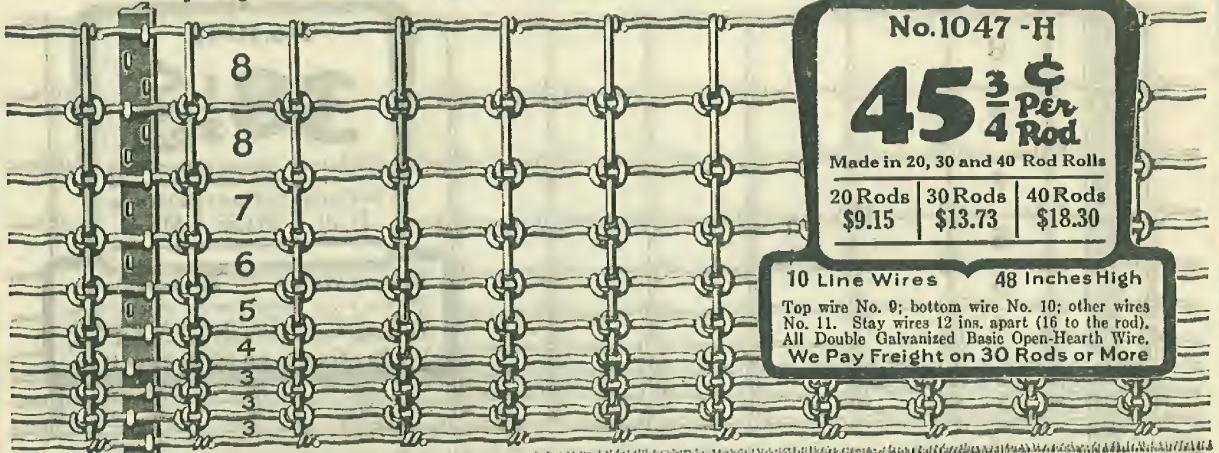 8
8
7
6
5
4
3
3
3
No.1047-H
45 3/4 ¢ Per Rod
Made in 20, 30 and 40 Rod Rolls
20 Rods | 30 Rods | 40 Rods
$9.15 | $13.73 | $18.30
10 Line Wires 48 Inches High
Top wire No. 9; bottom wire No. 10; other wires
No. 11. Stay wires 12 ins. apart (16 to the rod).
All Double Galvanized Basic Open-Hearth Wire.
We Pay Freight on 30 Rods or More